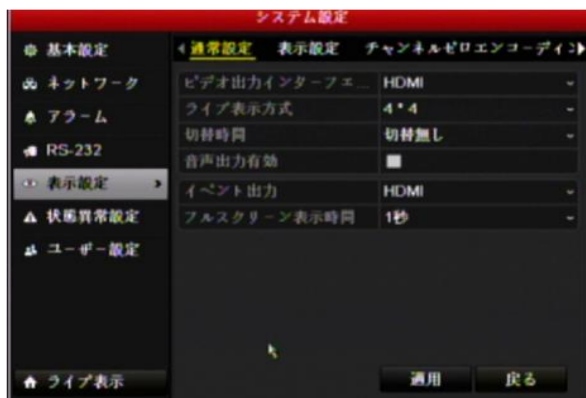 システム設定
基本設定
ネットワーク
アラーム
RS-232
表示設定
状態異常設定
ユーザー設定
ライブ表示
通常設定 表示設定 チャンネルゼロエンコーディン
ビデオ出力インターフェ... HDMI
ライブ表示方式 4 * 4
切替時間 切替無し
音声出力有効
イベント出力 HDMI
フルスクリーン表示時間 1秒
適用 戻る